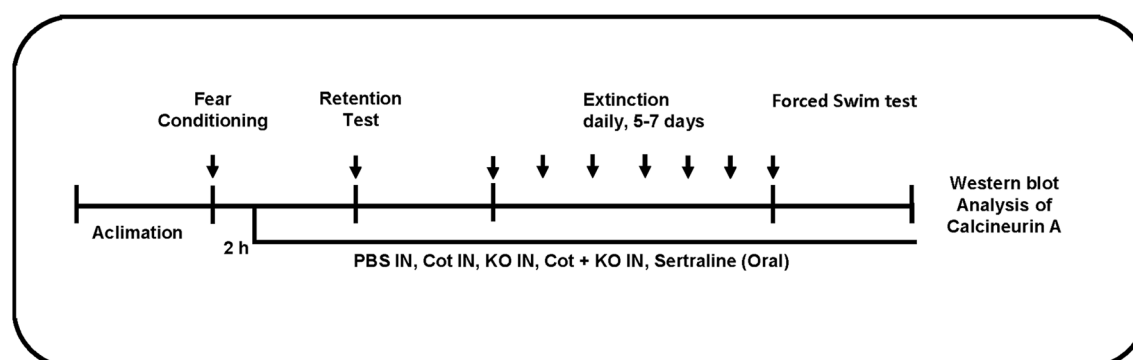 Fear
Conditioning
Retention
Test
Extinction
daily, 5-7 days
Forced Swim test
Western blot
Analysis of
Calcineurin A
Aclimation
2 h
PBS IN, Cot IN, KO IN, Cot + KO IN, Sertraline (Oral)